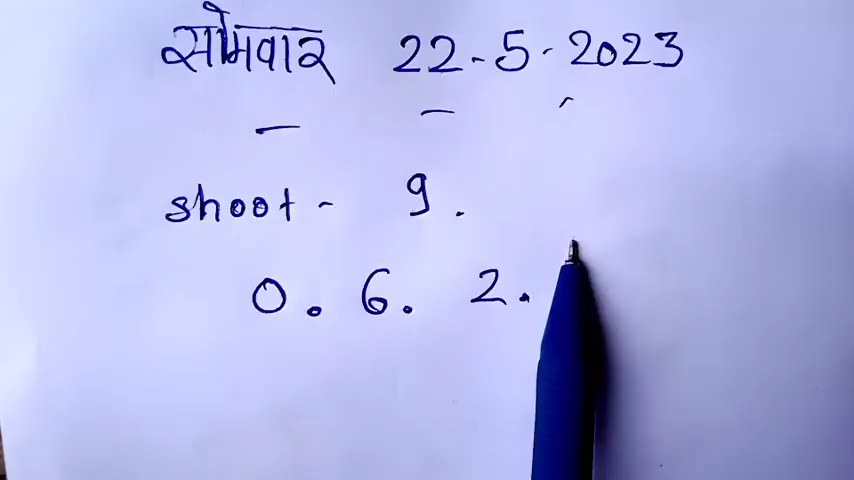 सोमवार 22-5-2023
— — -
shoot - 9.
0. 6. 2.